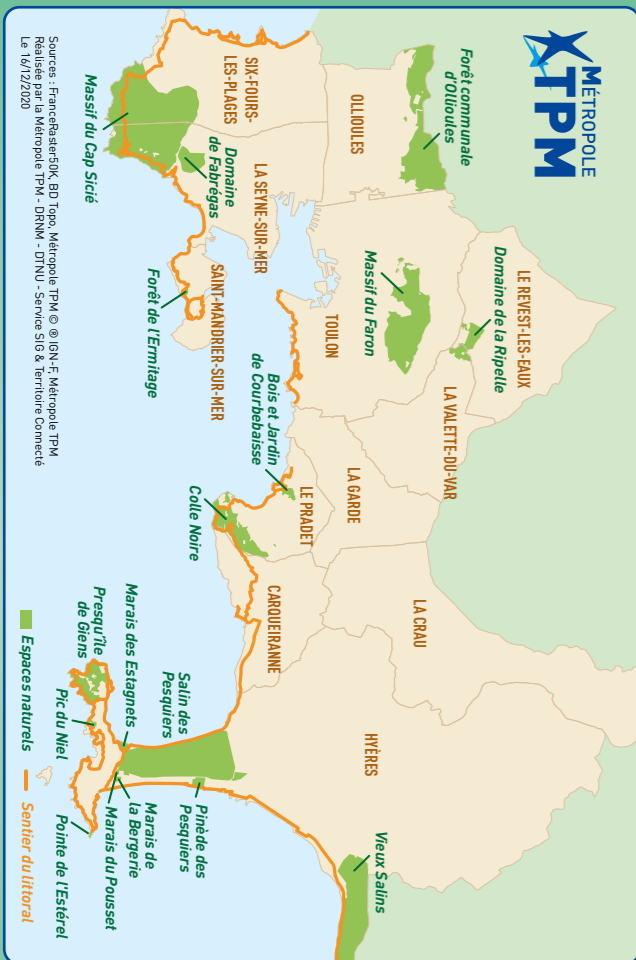 MÉTROPOLE
TPM
Forêt communale
d'Ollioules
LE REVEST-LES-EAUX
Domaine de la Ripelle
OLLIOULES
Massif du Faron
LA VALETTE-DU-VAR
SIX-FOURS-
LES-PLAGES
TOULON
LA GARDE
LA CRAU
LA SEYNE-SUR-MER
Domaine
de Fabrégas
Bois et Jardin
de Courbebaisse
LE PRADET
HYÈRES
Vieux Salins
SAINT-MANDRIER-SUR-MER
CARQUEIRANNE
Massif du Cap Sicié
Forêt de l'Ermitage
Colle Noire
Salin des
Pesquiers
Pinède des
Pesquiers
Marais des Estagnets
Marais de
la Bergerie
Marais du Pousset
Presqu'île
de Giens
Pic du Niel
Pointe de l'Estérel
Sources : FranceRaster50K, BD Topo, Métropole TPM © ® IGN-F, Métropole TPM
Réalisée par la Métropole TPM - DRNM - DTNU - Service SIG & Territoire Connecté
Le 16/12/2020
Espaces naturels
Sentier du littoral